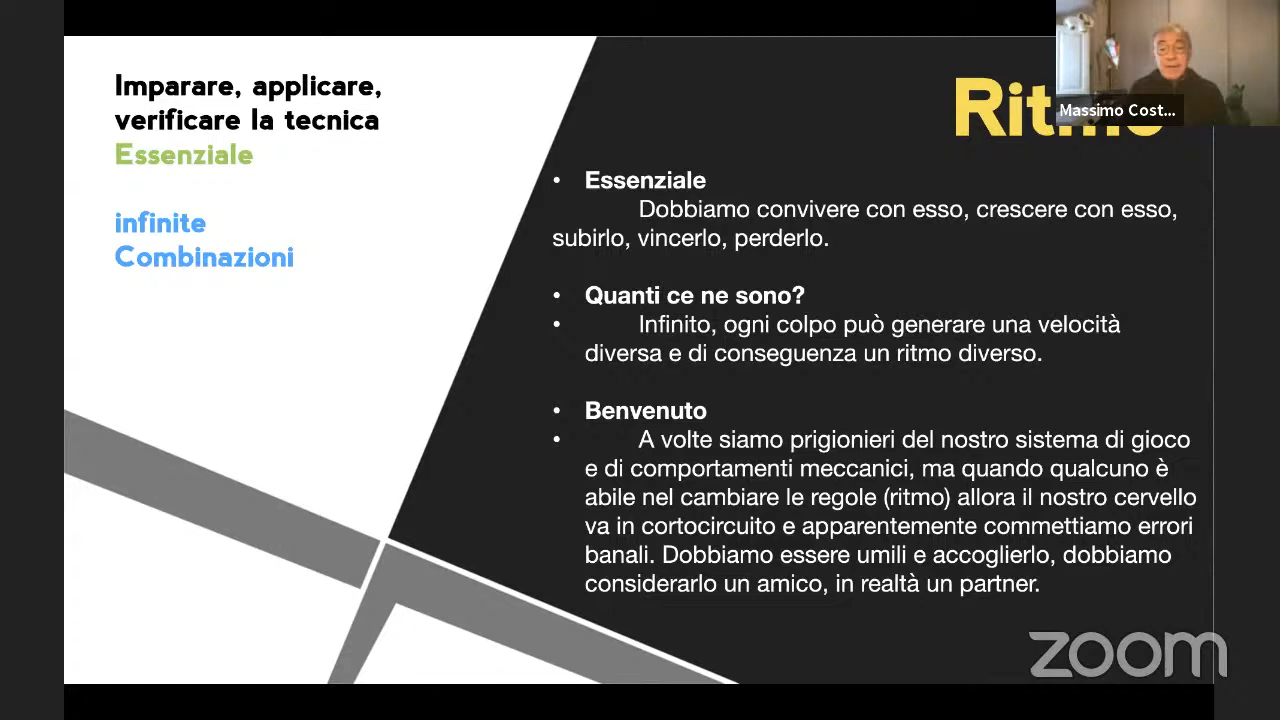 Imparare, applicare,
verificare la tecnica
Essenziale
infinite
Combinazioni
Massimo Cost...
• Essenziale
Dobbiamo convivere con esso, crescere con esso,
subirlo, vincerlo, perderlo.
• Quanti ce ne sono?
• Infinito, ogni colpo può generare una velocità
diversa e di conseguenza un ritmo diverso.
• Benvenuto
• A volte siamo prigionieri del nostro sistema di gioco
e di comportamenti meccanici, ma quando qualcuno è
abile nel cambiare le regole (ritmo) allora il nostro cervello
va in cortocircuito e apparentemente commettiamo errori
banali. Dobbiamo essere umili e accoglierlo, dobbiamo
considerarlo un amico, in realtà un partner.
zoom